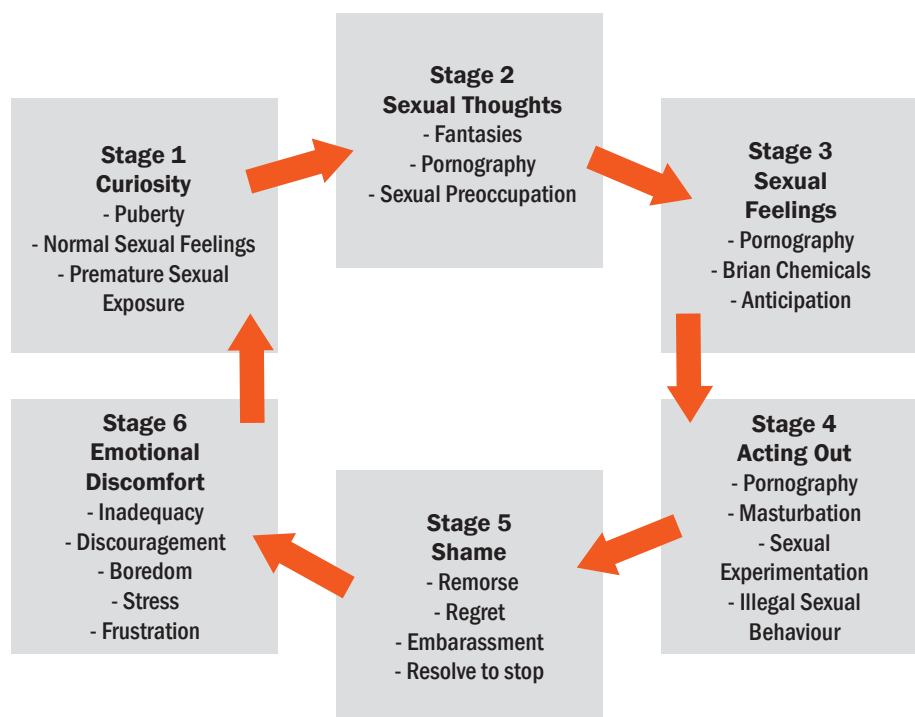 Stage 1
Curiosity
- Puberty
- Normal Sexual Feelings
- Premature Sexual
Exposure
Stage 2
Sexual Thoughts
- Fantasies
- Pornography
- Sexual Preoccupation
Stage 3
Sexual
Feelings
- Pornography
- Brian Chemicals
- Anticipation
Stage 4
Acting Out
- Pornography
- Masturbation
- Sexual
Experimentation
- Illegal Sexual
Behaviour
Stage 5
Shame
- Remorse
- Regret
- Embarassment
- Resolve to stop
Stage 6
Emotional
Discomfort
- Inadequacy
- Discouragement
- Boredom
- Stress
- Frustration